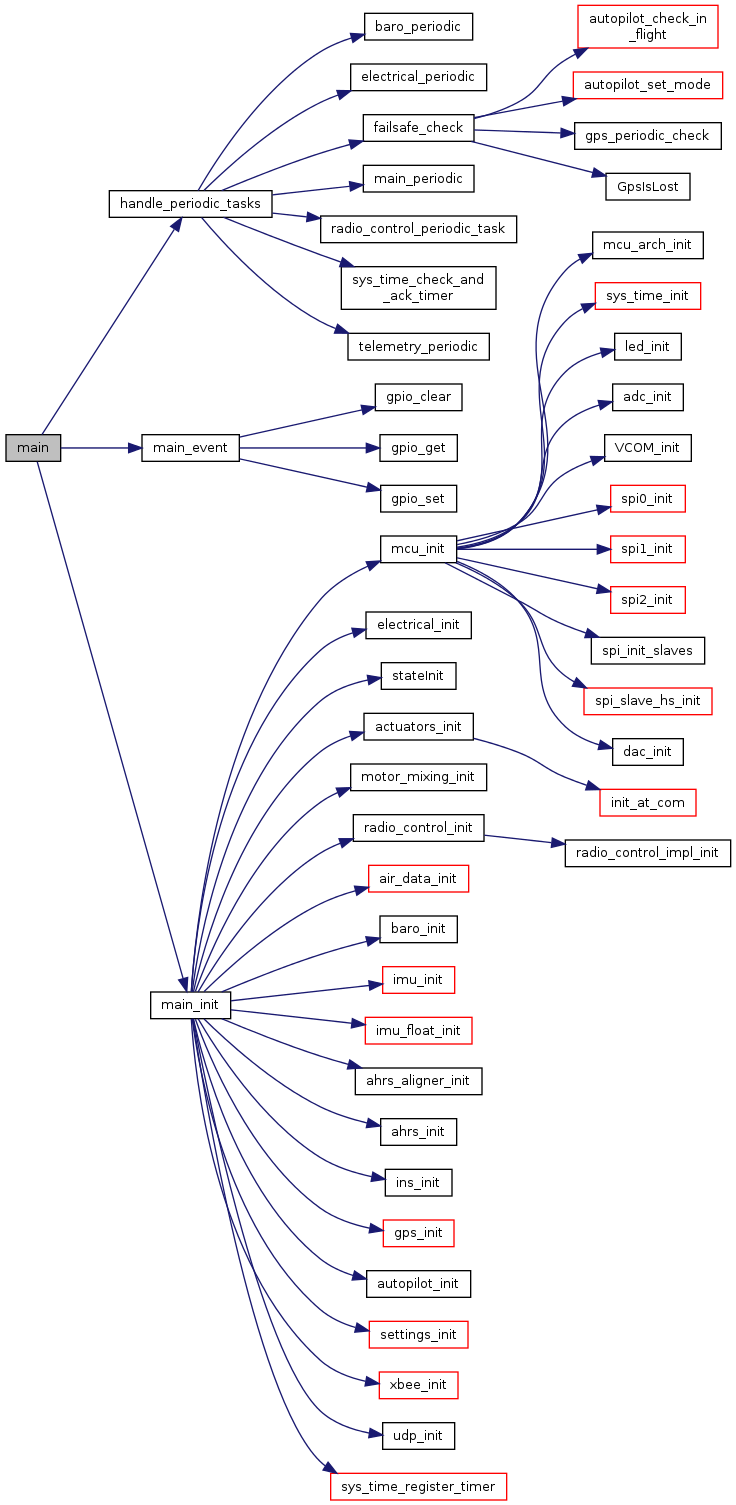 main
handle_periodic_tasks
baro_periodic
electrical_periodic
failsafe_check
autopilot_check_in
_flight
autopilot_set_mode
gps_periodic_check
GpsIsLost
main_periodic
radio_control_periodic_task
sys_time_check_and
_ack_timer
telemetry_periodic
main_event
gpio_clear
gpio_get
gpio_set
main_init
mcu_init
mcu_arch_init
sys_time_init
led_init
adc_init
VCOM_init
spi0_init
spi1_init
spi2_init
spi_init_slaves
spi_slave_hs_init
dac_init
electrical_init
stateInit
actuators_init
init_at_com
motor_mixing_init
radio_control_init
radio_control_impl_init
air_data_init
baro_init
imu_init
imu_float_init
ahrs_aligner_init
ahrs_init
ins_init
gps_init
autopilot_init
settings_init
xbee_init
udp_init
sys_time_register_timer